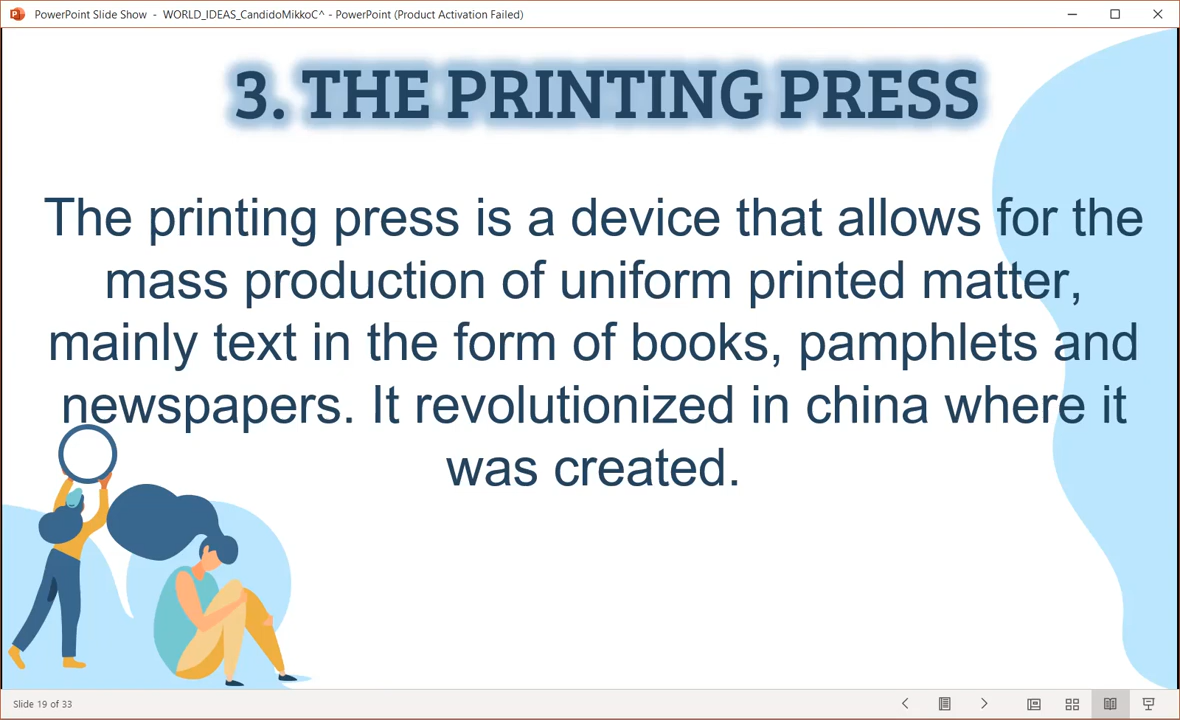 PowerPoint Slide Show - WORLD_IDEAS_CandidoMikkoC^ - PowerPoint (Product Activation Failed)
3. THE PRINTING PRESS
The printing press is a device that allows for the
mass production of uniform printed matter,
mainly text in the form of books, pamphlets and
newspapers. It revolutionized in china where it
was created.
Slide 19 of 33